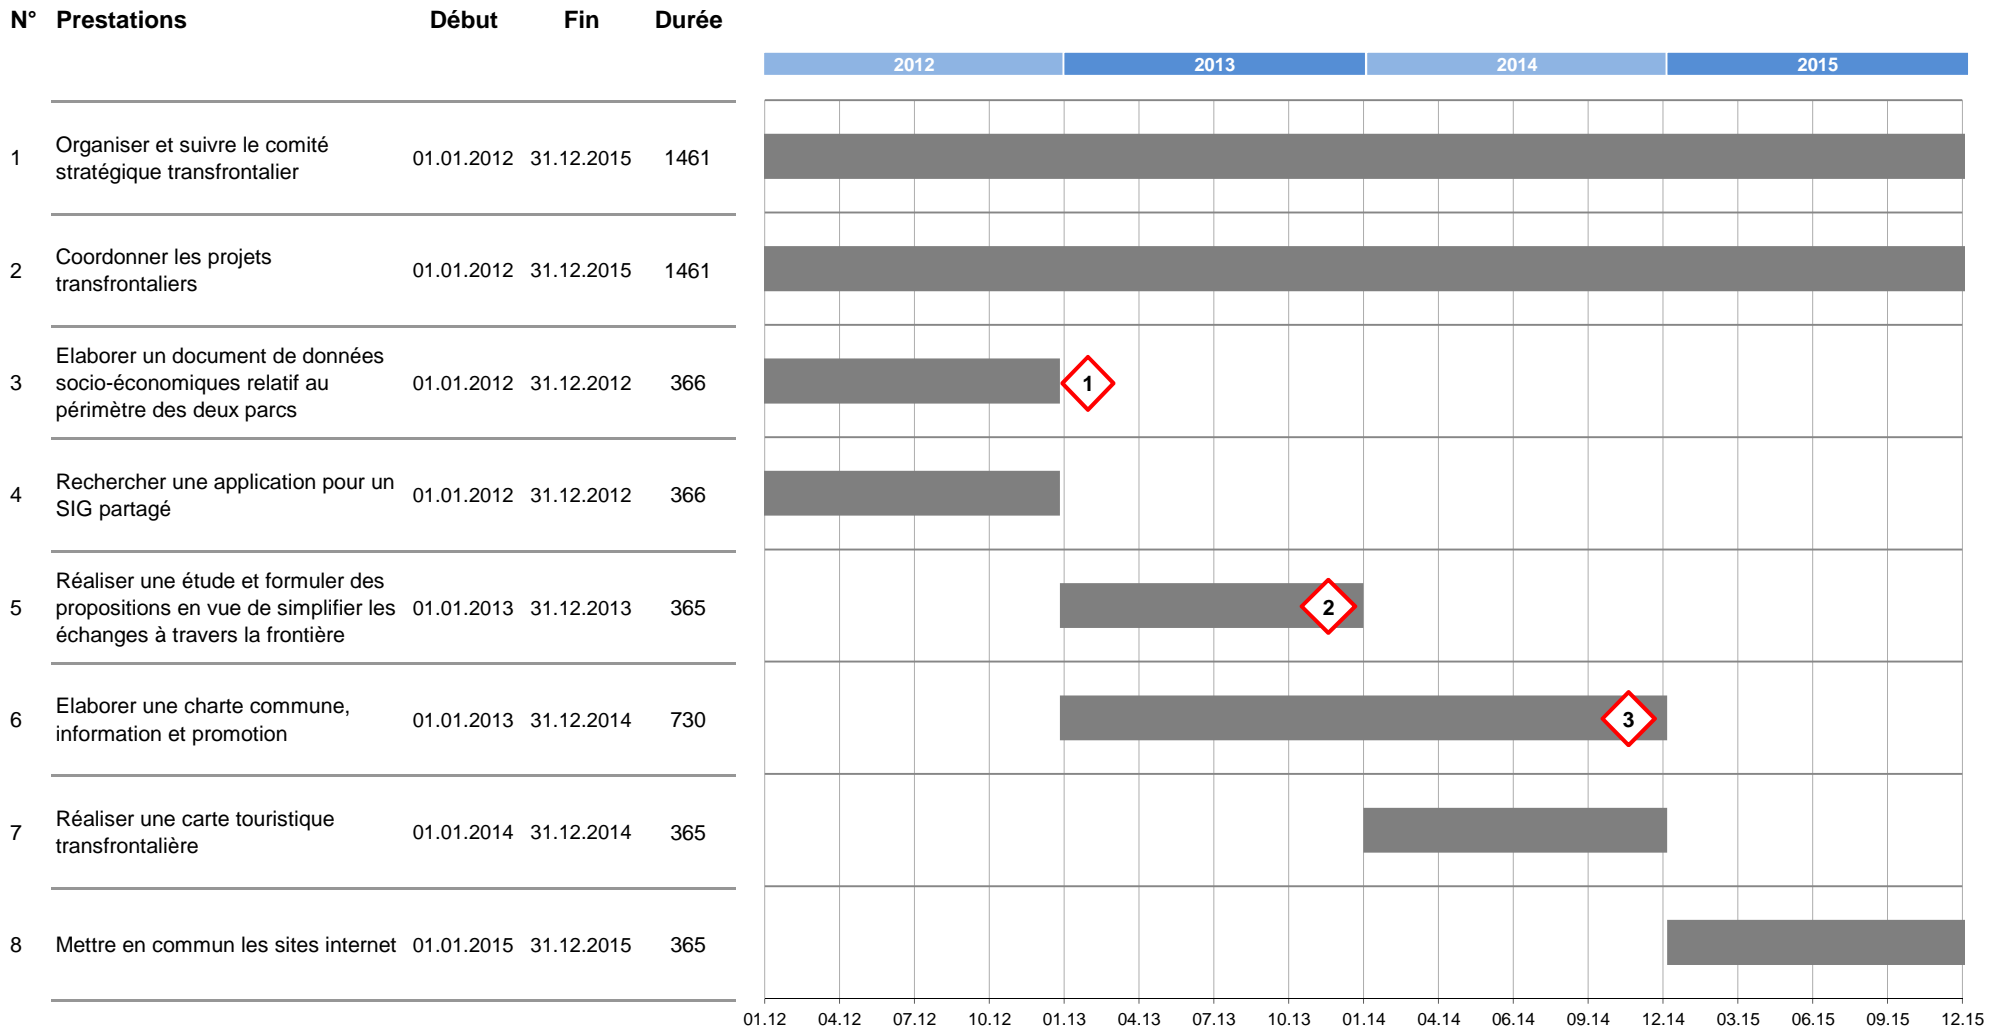 N° Prestations Début Fin Durée
2012 2013 2014 2015
1 Organiser et suivre le comité stratégique transfrontalier 01.01.2012 31.12.2015 1461
2 Coordonner les projets transfrontaliers 01.01.2012 31.12.2015 1461
3 Elaborer un document de données socio-économiques relatif au périmètre des deux parcs 01.01.2012 31.12.2012 366 1
4 Rechercher une application pour un SIG partagé 01.01.2012 31.12.2012 366
5 Réaliser une étude et formuler des propositions en vue de simplifier les échanges à travers la frontière 01.01.2013 31.12.2013 365 2
6 Elaborer une charte commune, information et promotion 01.01.2013 31.12.2014 730 3
7 Réaliser une carte touristique transfrontalière 01.01.2014 31.12.2014 365
8 Mettre en commun les sites internet 01.01.2015 31.12.2015 365
01.12 04.12 07.12 10.12 01.13 04.13 07.13 10.13 01.14 04.14 06.14 09.14 12.14 03.15 06.15 09.15 12.15